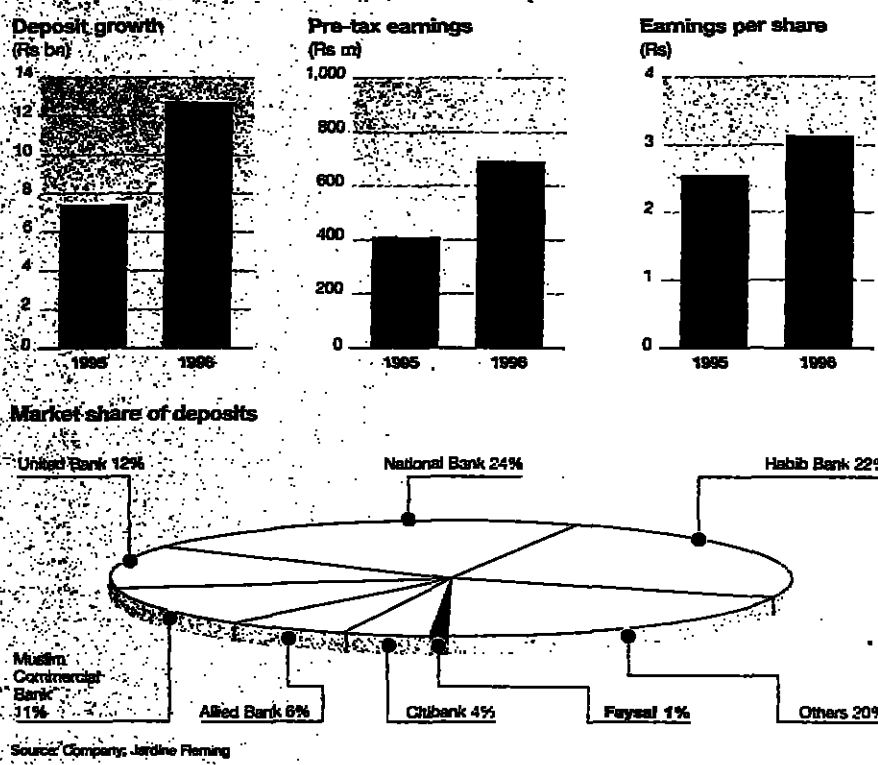 Deposit growth
(Rs bn)
14
12
10
8
6
4
2
0
1995
1996
Pre-tax earnings
(Rs m)
1,000
800
600
400
200
0
1995
1996
Earnings per share
(Rs)
4
3
2
1
0
1995
1996
Market share of deposits
United Bank 12%
National Bank 24%
Habib Bank 22%
Muslim
Commercial
Bank
11%
Allied Bank 6%
Citibank 4%
Faysal 1%
Others 20%
Source: Company; Jardine Fleming